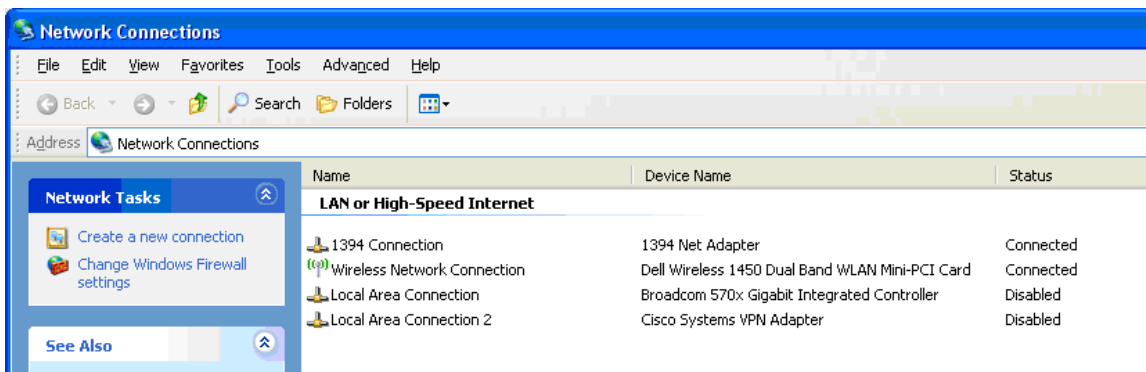 Network Connections
File Edit View Favorites Tools Advanced Help
Back Search Folders
Address Network Connections
Name Device Name Status
Network Tasks
LAN or High-Speed Internet
Create a new connection
1394 Connection 1394 Net Adapter Connected
Change Windows Firewall settings
Wireless Network Connection Dell Wireless 1450 Dual Band WLAN Mini-PCI Card Connected
Local Area Connection Broadcom 570x Gigabit Integrated Controller Disabled
Local Area Connection 2 Cisco Systems VPN Adapter Disabled
See Also